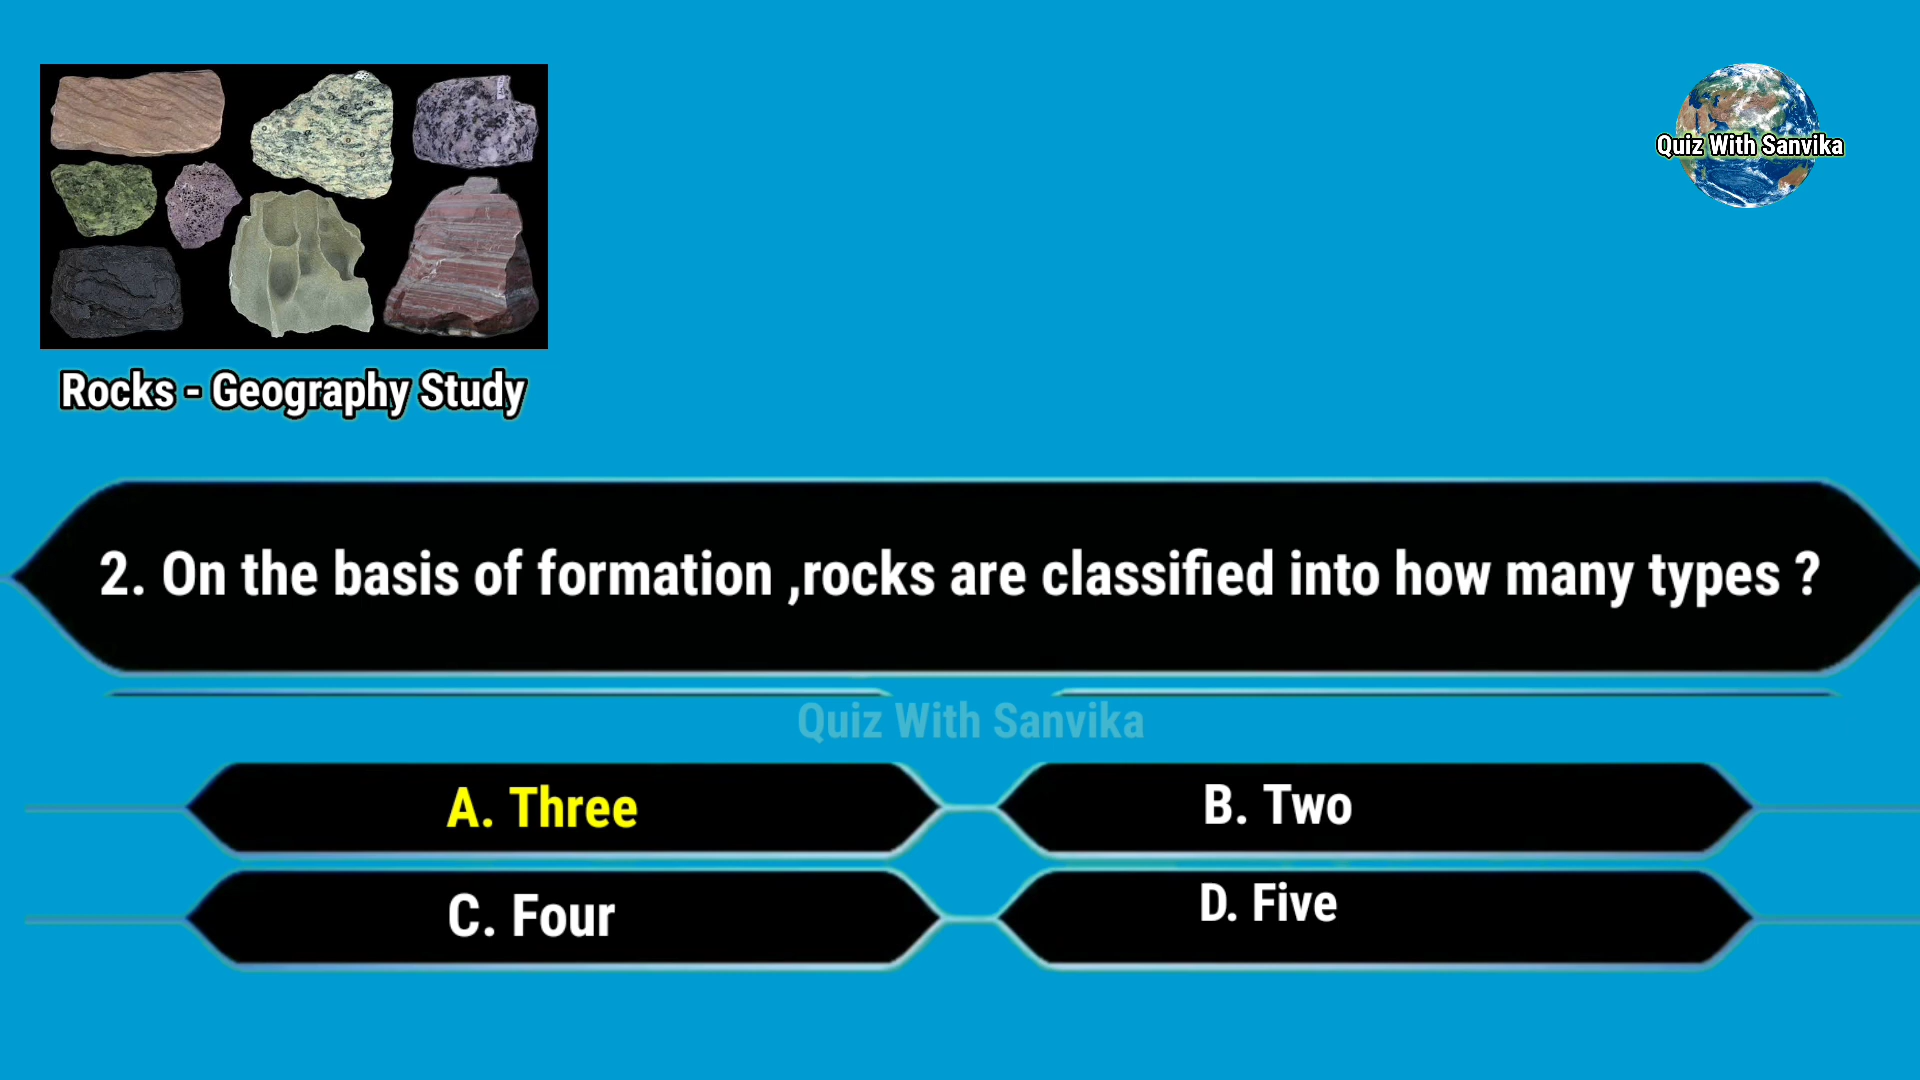 Quiz With Sanvika
Rocks - Geography Study
2. On the basis of formation ,rocks are classified into how many types ?
Quiz With Sanvika
A. Three
B. Two
C. Four
D. Five